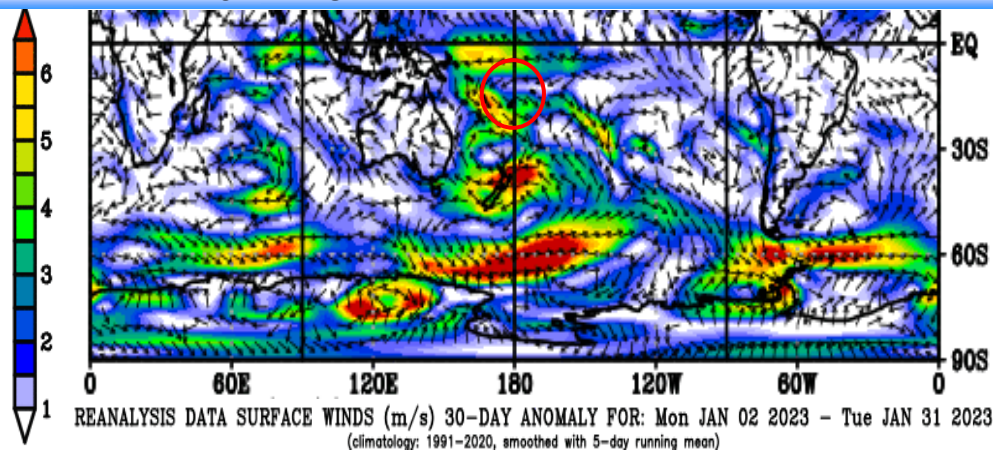 6
5
4
3
2
1
EQ
30S
60S
90S
0 60E 120E 180 120W 60W 0
REANALYSIS DATA SURFACE WINDS (m/s) 30-DAY ANOMALY FOR: Mon JAN 02 2023 - Tue JAN 31 2023
(climatology: 1991-2020, smoothed with 5-day running mean)